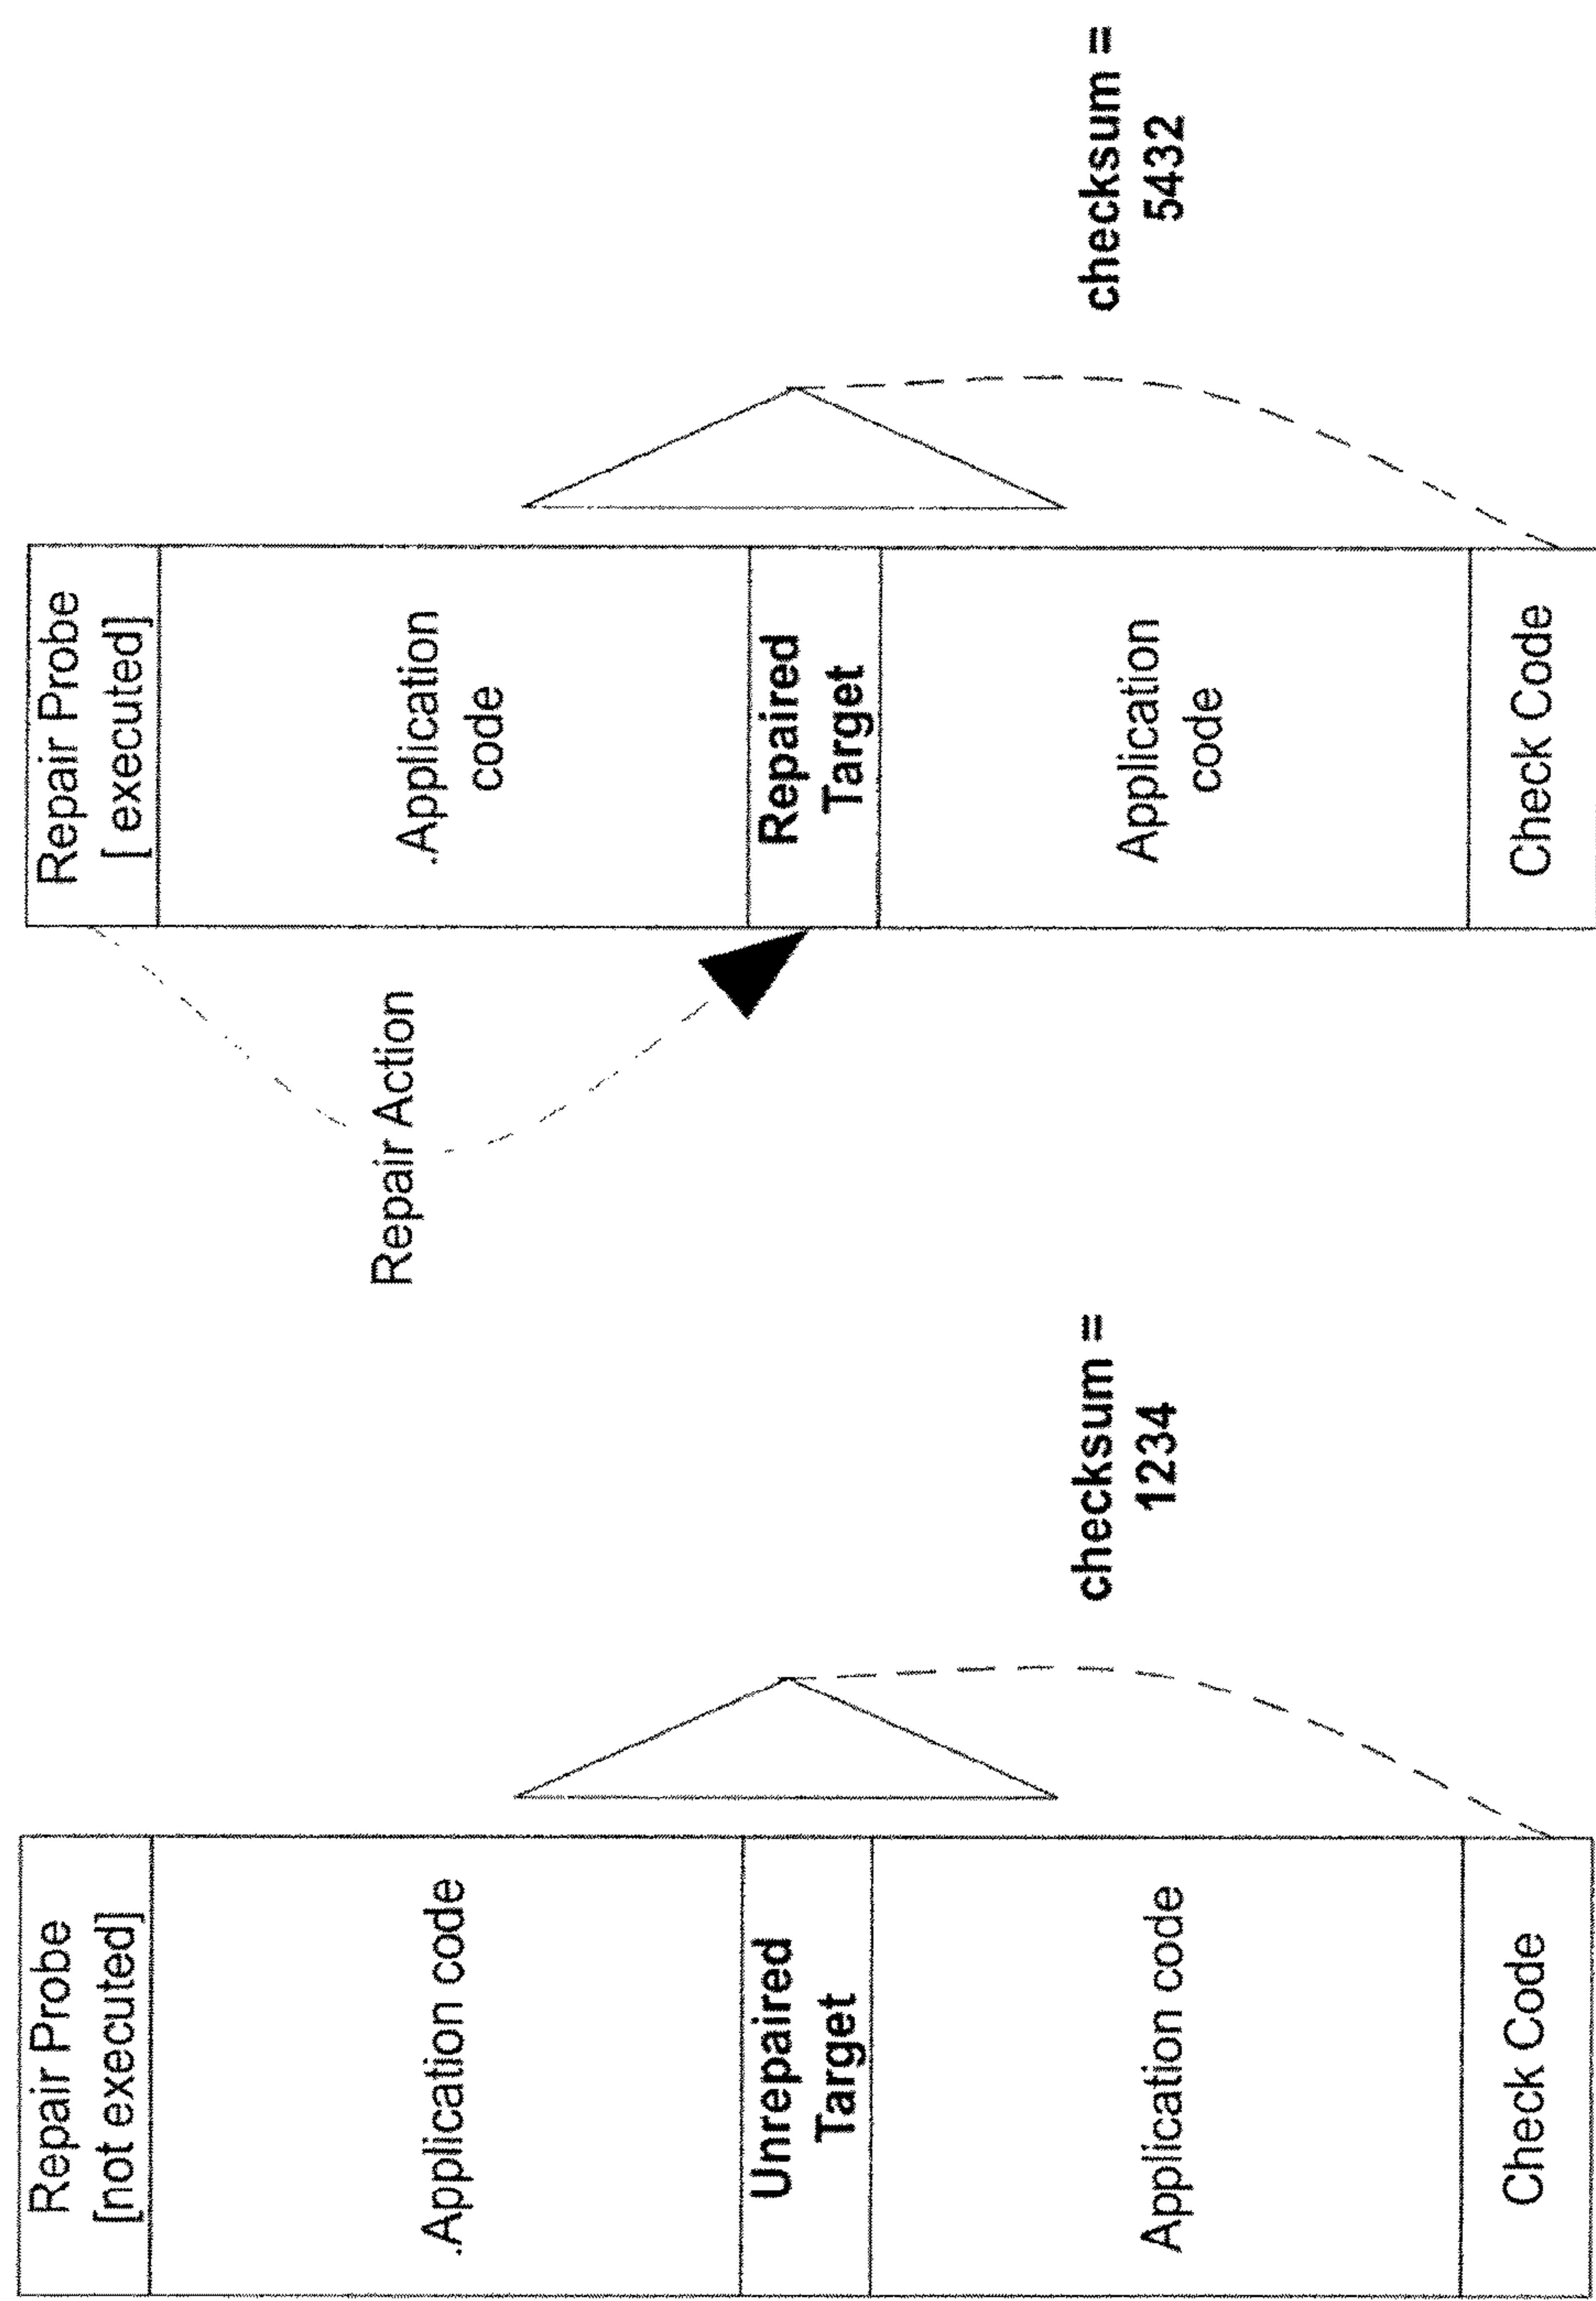 Repair Probe
[not executed]
.Application code
Unrepaired
Target
Application code
Check Code
checksum =
1234
Repair Action
Repair Probe
[ executed]
.Application
code
Repaired
Target
Application
code
Check Code
checksum =
5432